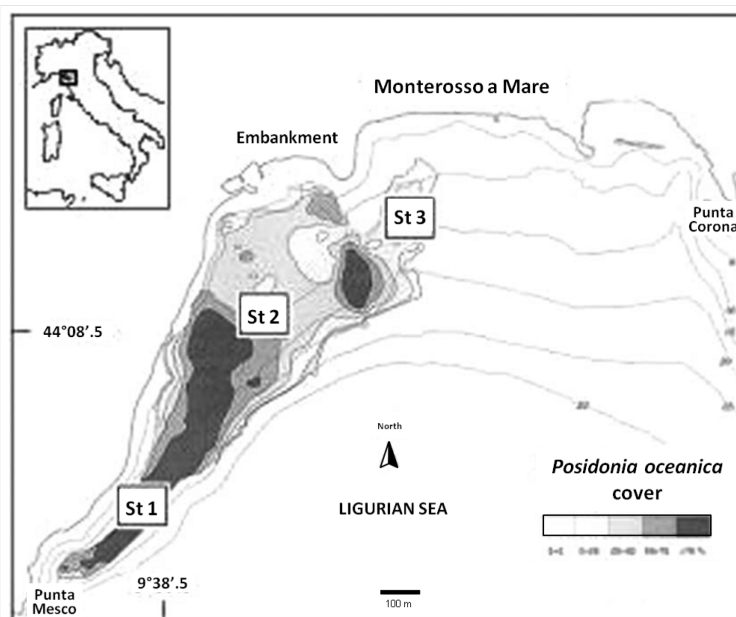 Monterosso a Mare
Embankment
St 3
Punta
Corona
St 2
44°08'.5
North
Posidonia oceanica
cover
St 1
LIGURIAN SEA
9°38'.5
Punta
Mesco
100 m